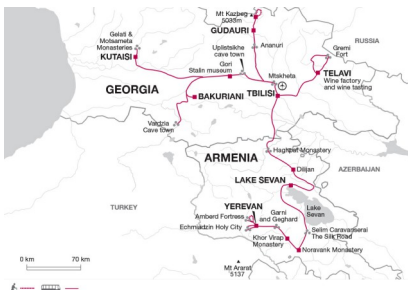 Mt Kazbeg
5033m
GUDAURI
RUSSIA
Gelati &
Motsameta
Monasteries
KUTAISI
Ananuri
Uplistsikhe
cave town
Gremi
Fort
Gori
Stalin museum
Mtskheta
TELAVI
Wine factory
and wine tasting
GEORGIA
BAKURIANI
TBILISI
Vardzia
Cave town
ARMENIA
Haghpat Monastery
Dilijan
AZERBAIJAN
LAKE SEVAN
TURKEY
YEREVAN
Lake
Sevan
Amberd Fortress
Garni
and Geghard
Echmiadzin Holy City
Selim Caravanserai
The Silk Road
Khor Virap
Monastery
Noravank Monastery
0 km
70 km
Mt Ararat
5137